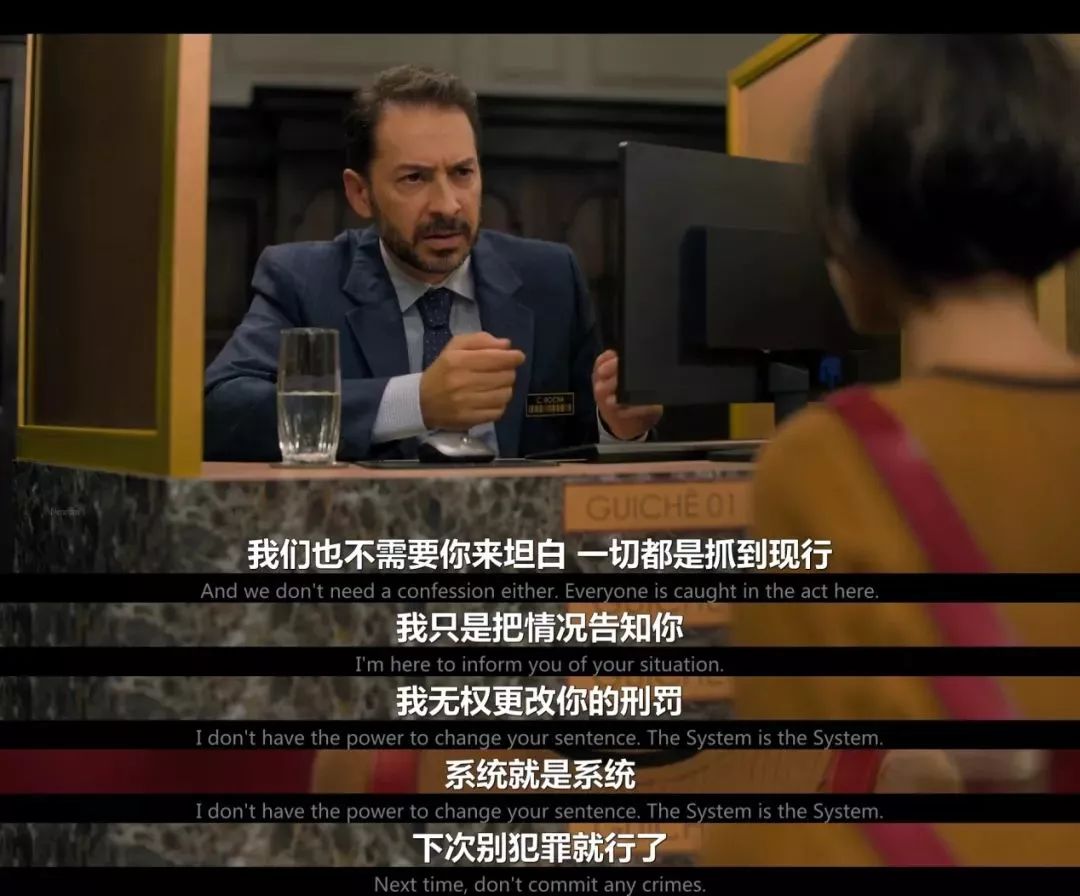 C. ROCHA
GUICHÊ 01
我们也不需要你来坦白 一切都是抓到现行
And we don't need a confession either. Everyone is caught in the act here.
我只是把情况告知你
I'm here to inform you of your situation.
我无权更改你的刑罚
I don't have the power to change your sentence. The System is the System.
系统就是系统
I don't have the power to change your sentence. The System is the System.
下次别犯罪就行了
Next time, don't commit any crimes.